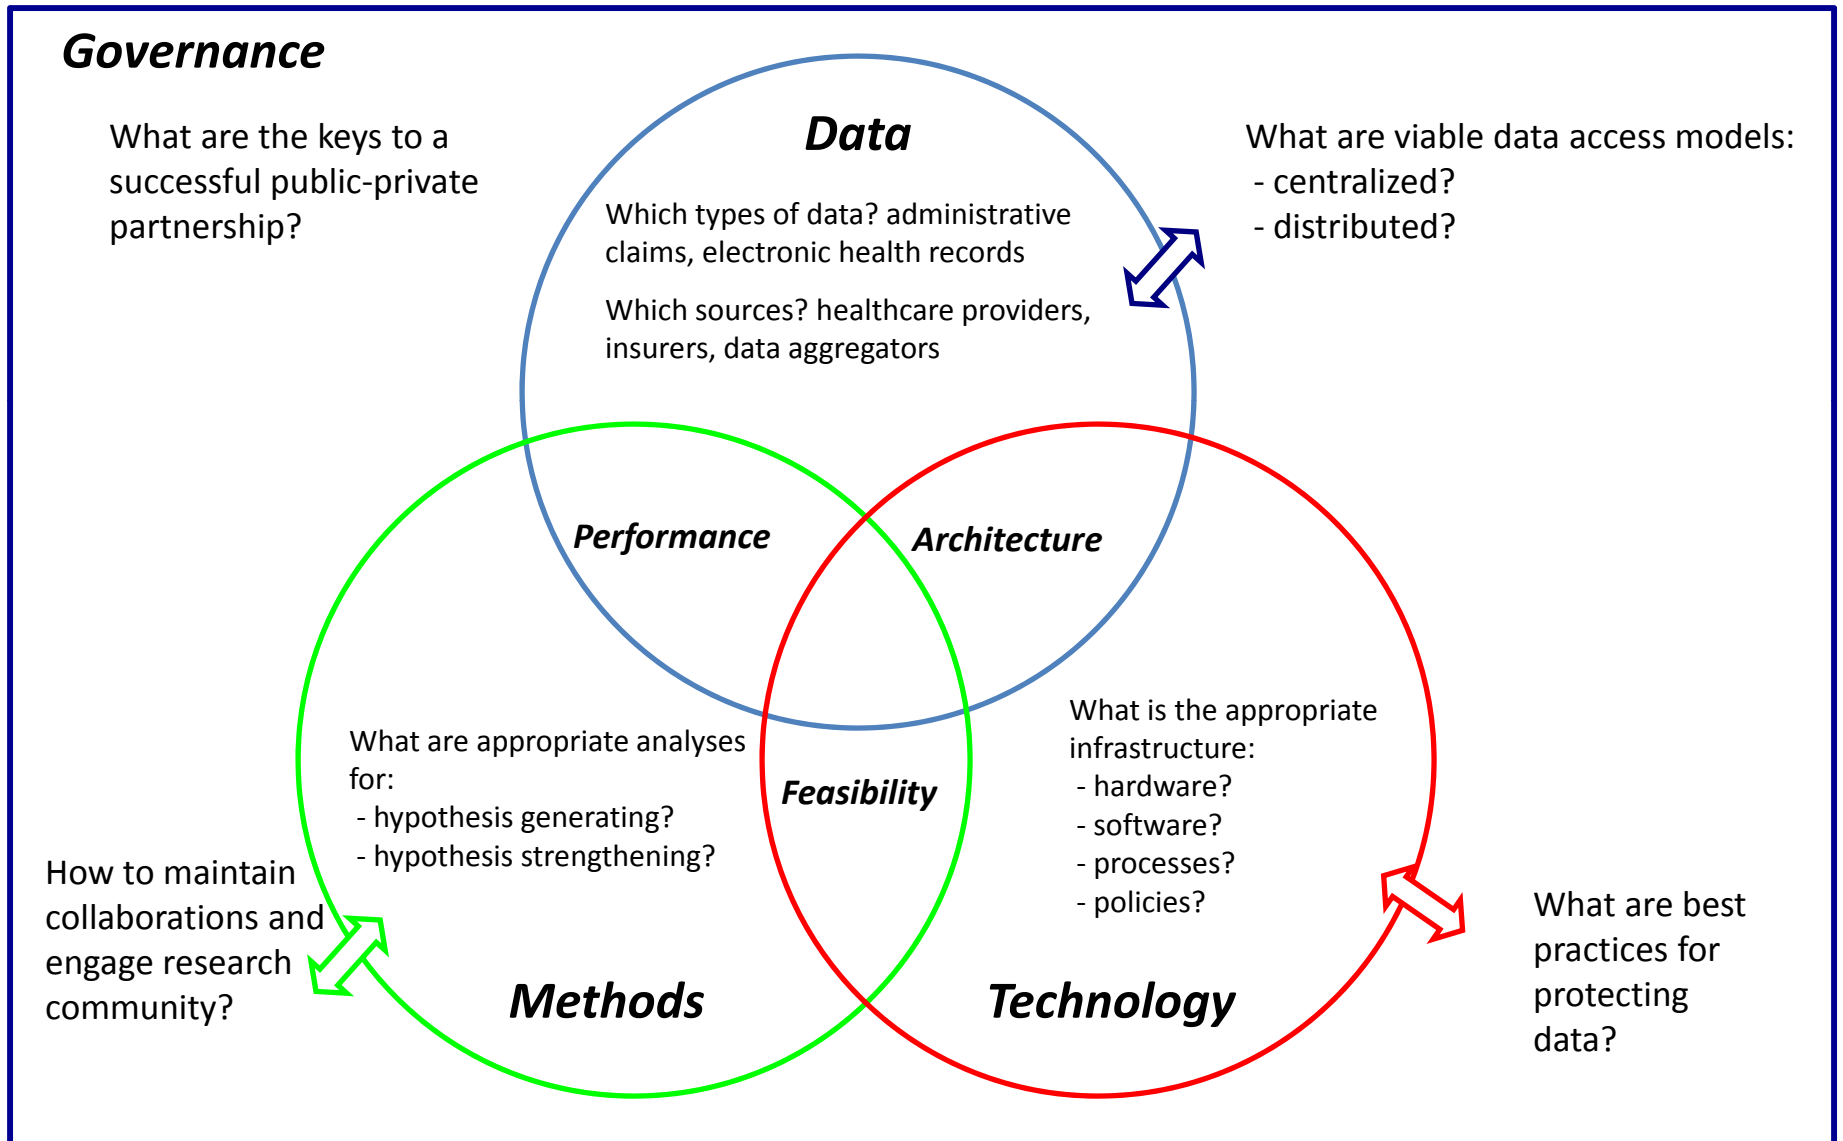 Governance
What are the keys to a
successful public-private
partnership?
Data
Which types of data? administrative
claims, electronic health records
Which sources? healthcare providers,
insurers, data aggregators
What are viable data access models:
- centralized?
- distributed?
Performance
Architecture
Feasibility
What are appropriate analyses
for:
- hypothesis generating?
- hypothesis strengthening?
What is the appropriate
infrastructure:
- hardware?
- software?
- processes?
- policies?
How to maintain
collaborations and
engage research
community?
Methods
Technology
What are best
practices for
protecting
data?